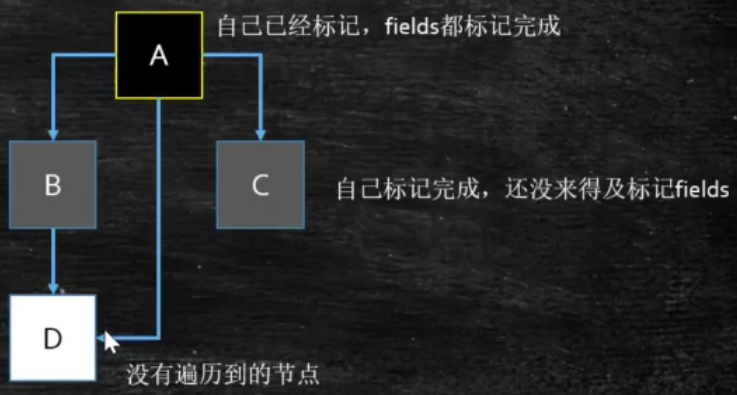 A
自己已经标记，fields都标记完成
B
C
自己标记完成，还没来得及标记fields
D
没有遍历到的节点